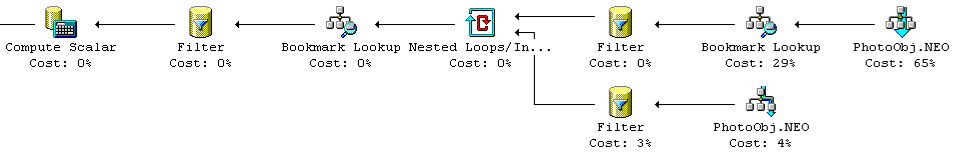 Compute Scalar Filter Bookmark Lookup Nested Loops/In... Filter Bookmark Lookup PhotoObj.NEO
Cost: 0% Cost: 0% Cost: 0% Cost: 0% Cost: 0% Cost: 29% Cost: 65%
Filter PhotoObj.NEO
Cost: 3% Cost: 4%